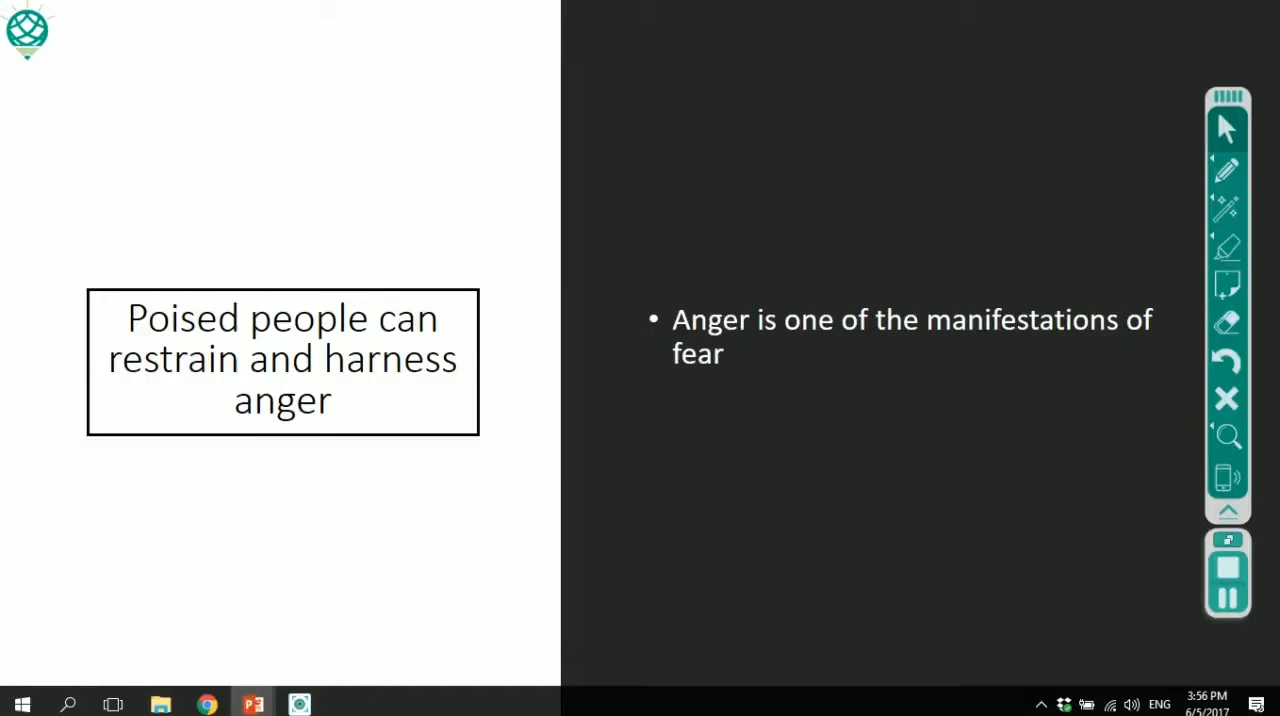 Poised people can
restrain and harness
anger
• Anger is one of the manifestations of
fear
ENG
3:56 PM
6/5/2017